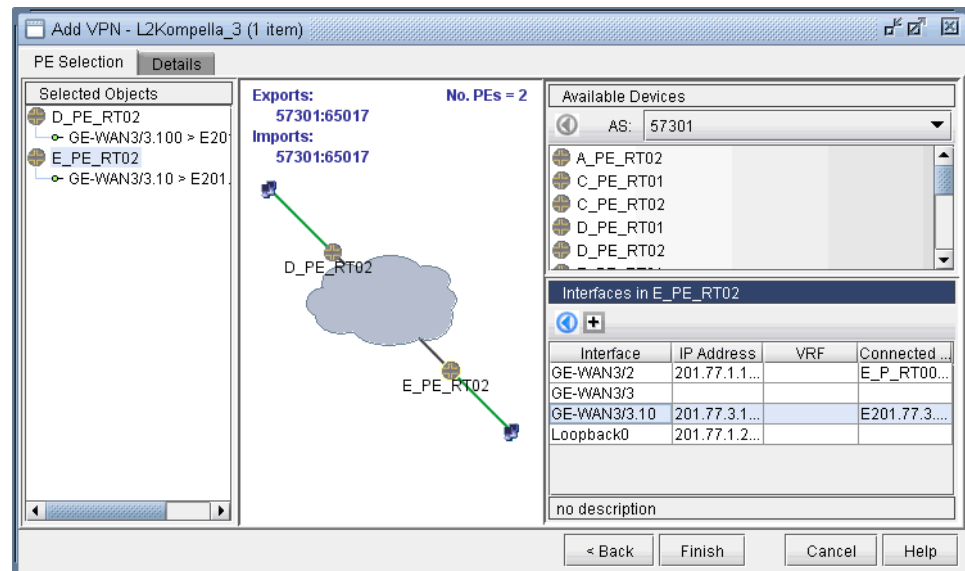 Add VPN - L2Kompella_3 (1 item)
PE Selection
Details
Selected Objects
D_PE_RT02
GE-WAN3/3.100 > E20
E_PE_RT02
GE-WAN3/3.10 > E201.
Exports:
No. PEs = 2
57301:65017
Imports:
57301:65017
D_PE_RT02
E_PE_RT02
Available Devices
AS: 57301
A_PE_RT02
C_PE_RT01
C_PE_RT02
D_PE_RT01
D_PE_RT02
Interfaces in E_PE_RT02
Interface IP Address VRF Connected ...
GE-WAN3/2 201.77.1.1... E_P_RT00...
GE-WAN3/3
GE-WAN3/3.10 201.77.3.1... E201.77.3....
Loopback0 201.77.1.2...
no description
< Back Finish Cancel Help